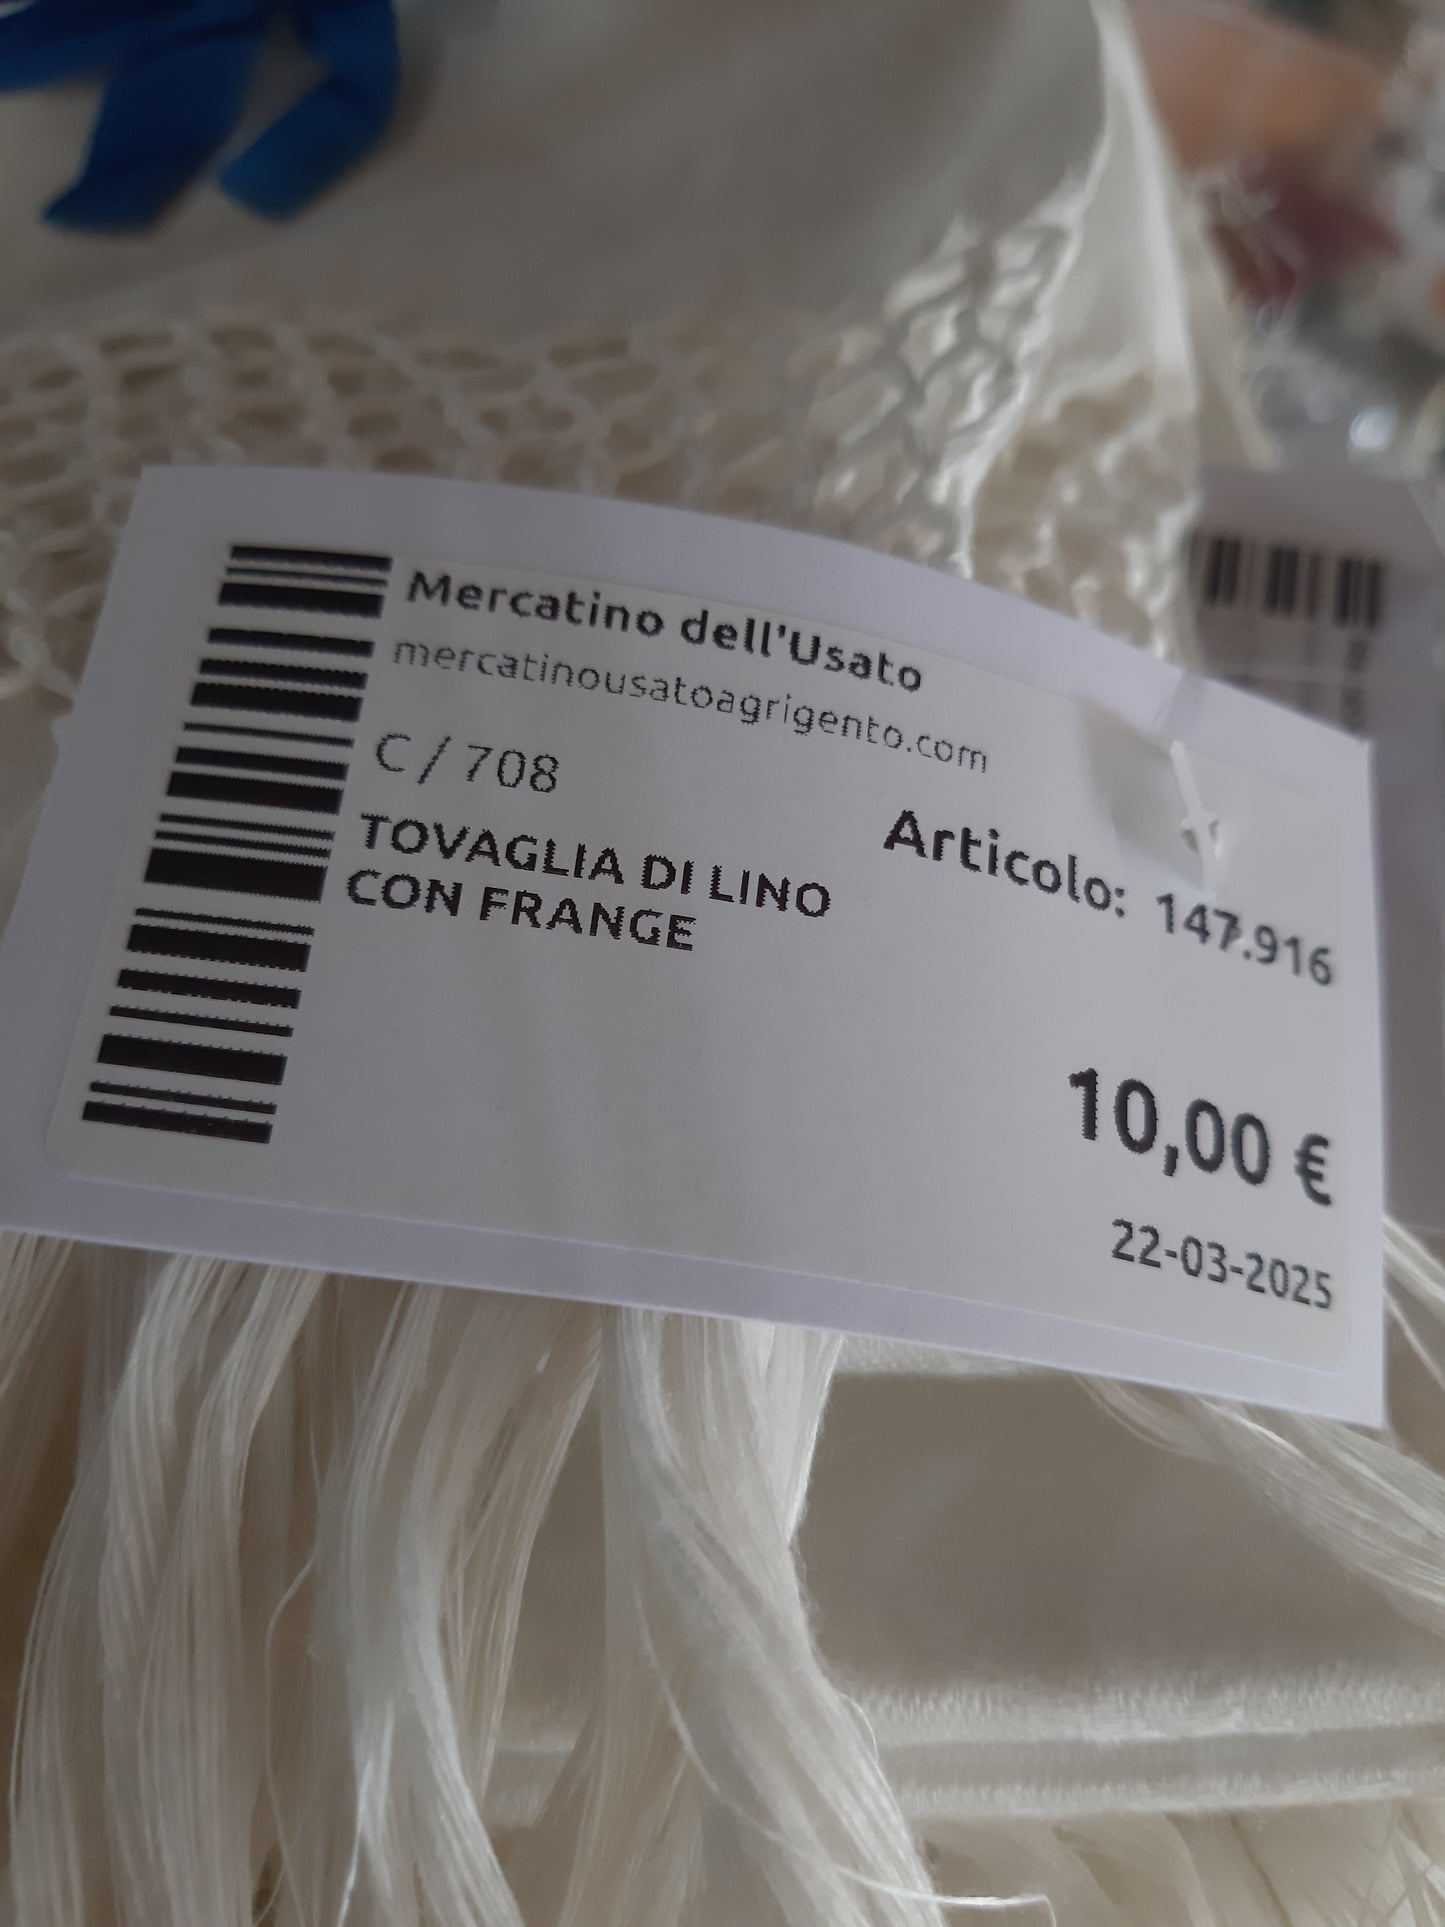 Mercatino dell'Usato
mercatinousatoagrigento.com
C / 708
Articolo: 147.916
TOVAGLIA DI LINO
CON FRANGE
10,00 €
22-03-2025